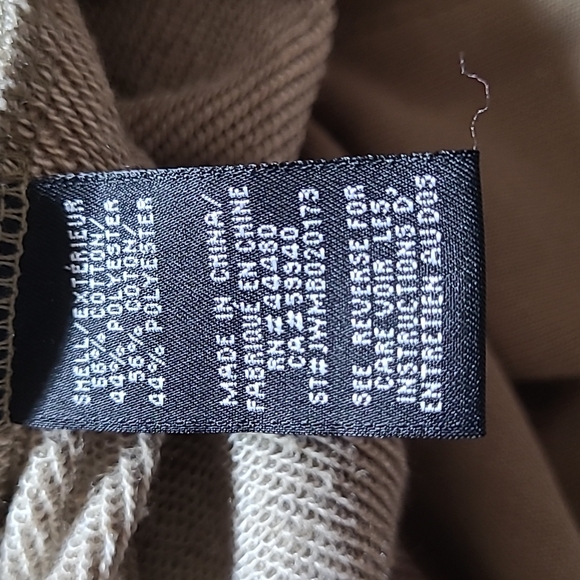 SHELL/EXTÉRIEUR
56% COTTON/
44% POLYESTER
56% COTON/
44% POLYESTER
MADE IN CHINA/
FABRIQUE EN CHINE
RN#44480
CA#59940
ST#JWMB020173
SEE REVERSE FOR
CARE VOIR LES
INSTRUCTIONS D'
ENTRETIEN AU DOS